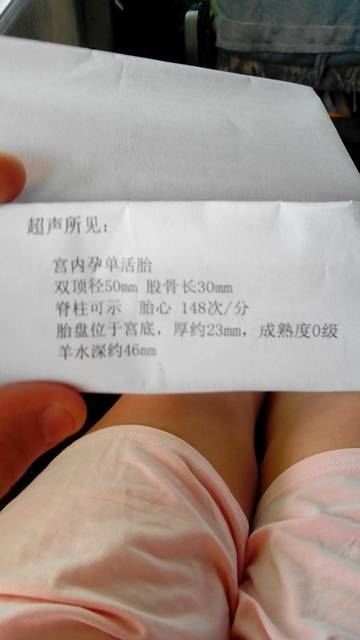 超声所见：
宫内孕单活胎
双顶径50mm 股骨长30mm
脊柱可示 胎心 148次/分
胎盘位于宫底，厚约23mm，成熟度0级
羊水深约46mm